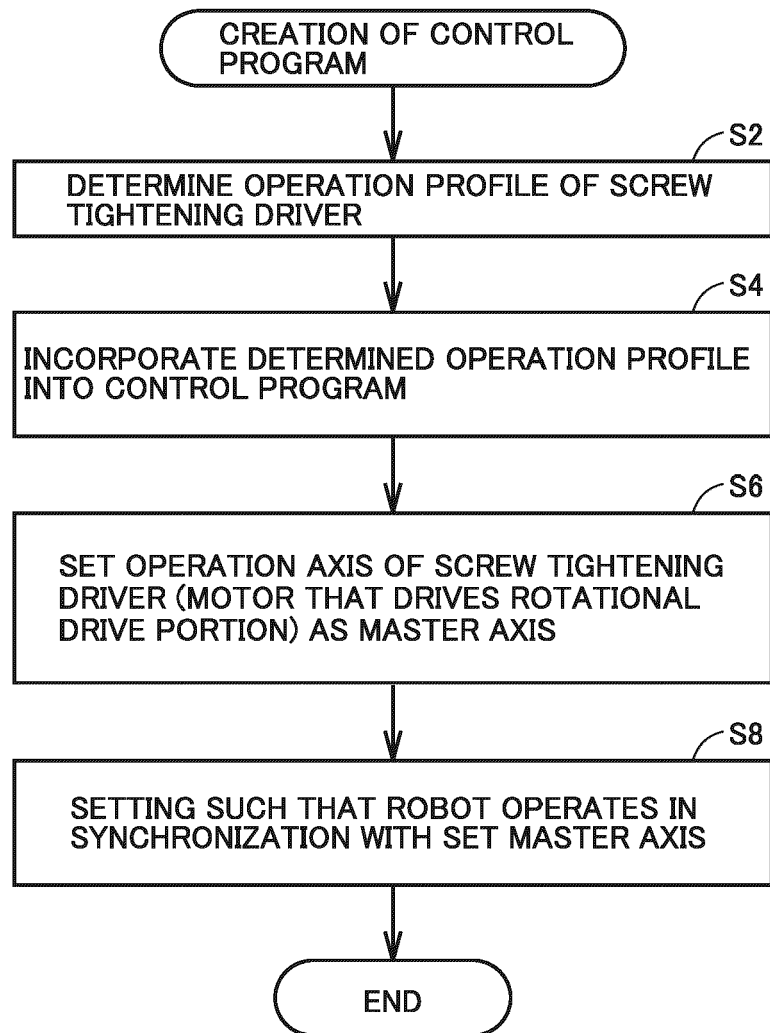 CREATION OF CONTROL
PROGRAM
S2
DETERMINE OPERATION PROFILE OF SCREW
TIGHTENING DRIVER
S4
INCORPORATE DETERMINED OPERATION PROFILE
INTO CONTROL PROGRAM
S6
SET OPERATION AXIS OF SCREW TIGHTENING
DRIVER (MOTOR THAT DRIVES ROTATIONAL
DRIVE PORTION) AS MASTER AXIS
S8
SETTING SUCH THAT ROBOT OPERATES IN
SYNCHRONIZATION WITH SET MASTER AXIS
END